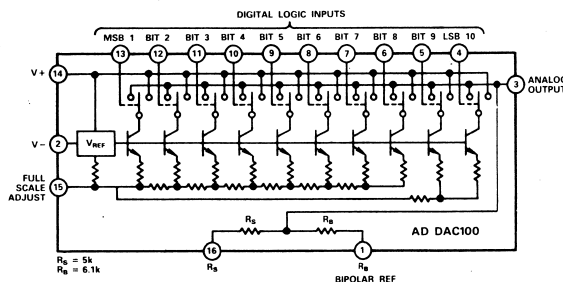 DIGITAL LOGIC INPUTS
MSB 1 BIT 2 BIT 3 BIT 4 BIT 5 BIT 6 BIT 7 BIT 8 BIT 9 LSB 10
13 12 11 10 9 8 7 6 5 4
V+ 14
3 ANALOG OUTPUT
V− 2
VREF
FULL SCALE ADJUST 15
RS RB
AD DAC100
RS = 5k
RB = 6.1k
16 1
RS RB
BIPOLAR REF